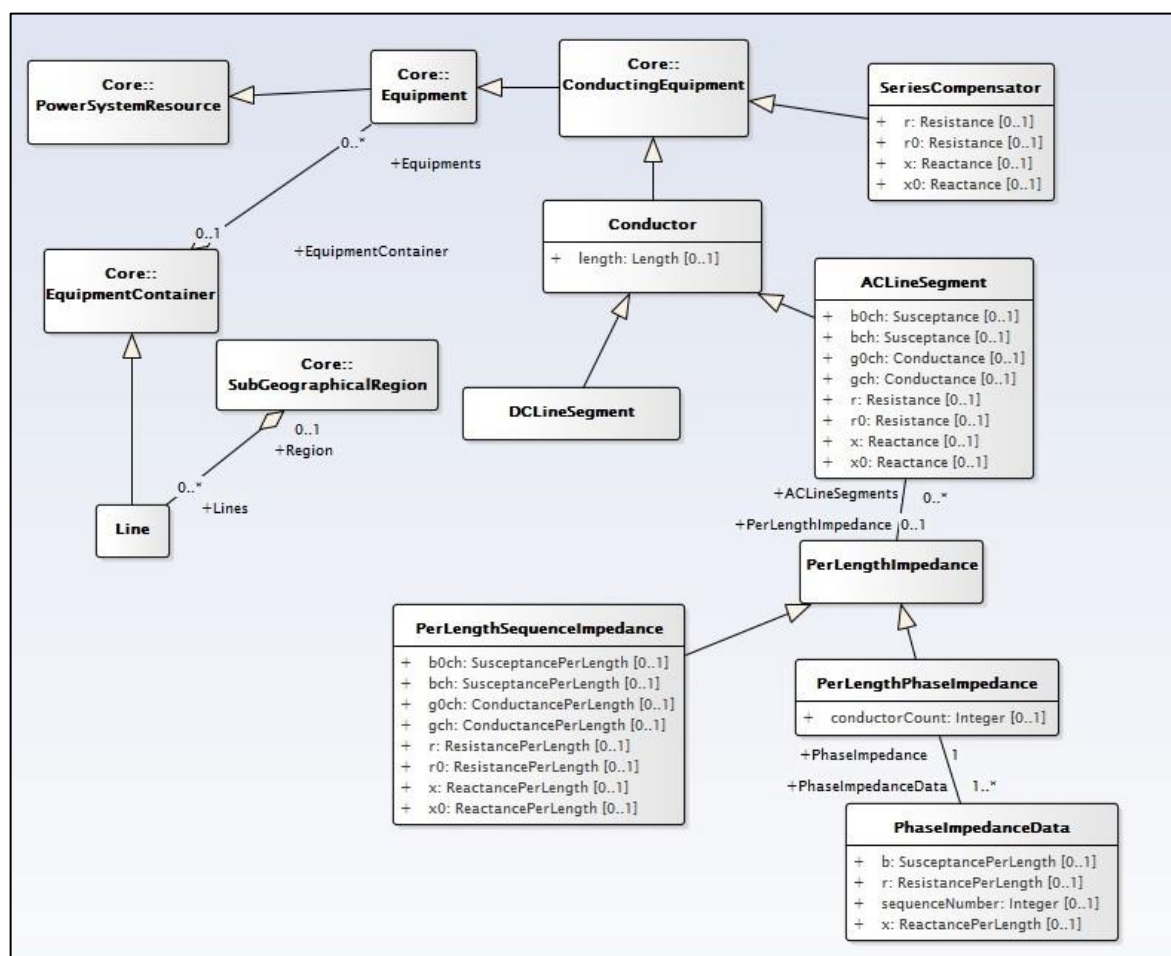 Core::
PowerSystemResource
Core::
Equipment
Core::
ConductingEquipment
SeriesCompensator
+ r: Resistance [0..1]
+ r0: Resistance [0..1]
+ x: Reactance [0..1]
+ x0: Reactance [0..1]
0..*
+Equipments
0..1
+EquipmentContainer
Core::
EquipmentContainer
Conductor
+ length: Length [0..1]
ACLineSegment
+ b0ch: Susceptance [0..1]
+ bch: Susceptance [0..1]
+ g0ch: Conductance [0..1]
+ gch: Conductance [0..1]
+ r: Resistance [0..1]
+ r0: Resistance [0..1]
+ x: Reactance [0..1]
+ x0: Reactance [0..1]
Core::
SubGeographicalRegion
DCLineSegment
0..1
+Region
0..*
+Lines
Line
+ACLineSegments 0..*
+PerLengthImpedance 0..1
PerLengthImpedance
PerLengthSequenceImpedance
+ b0ch: SusceptancePerLength [0..1]
+ bch: SusceptancePerLength [0..1]
+ g0ch: ConductancePerLength [0..1]
+ gch: ConductancePerLength [0..1]
+ r: ResistancePerLength [0..1]
+ r0: ResistancePerLength [0..1]
+ x: ReactancePerLength [0..1]
+ x0: ReactancePerLength [0..1]
PerLengthPhaseImpedance
+ conductorCount: Integer [0..1]
+PhaseImpedance 1
+PhaseImpedanceData 1..*
PhaseImpedanceData
+ b: SusceptancePerLength [0..1]
+ r: ResistancePerLength [0..1]
+ sequenceNumber: Integer [0..1]
+ x: ReactancePerLength [0..1]